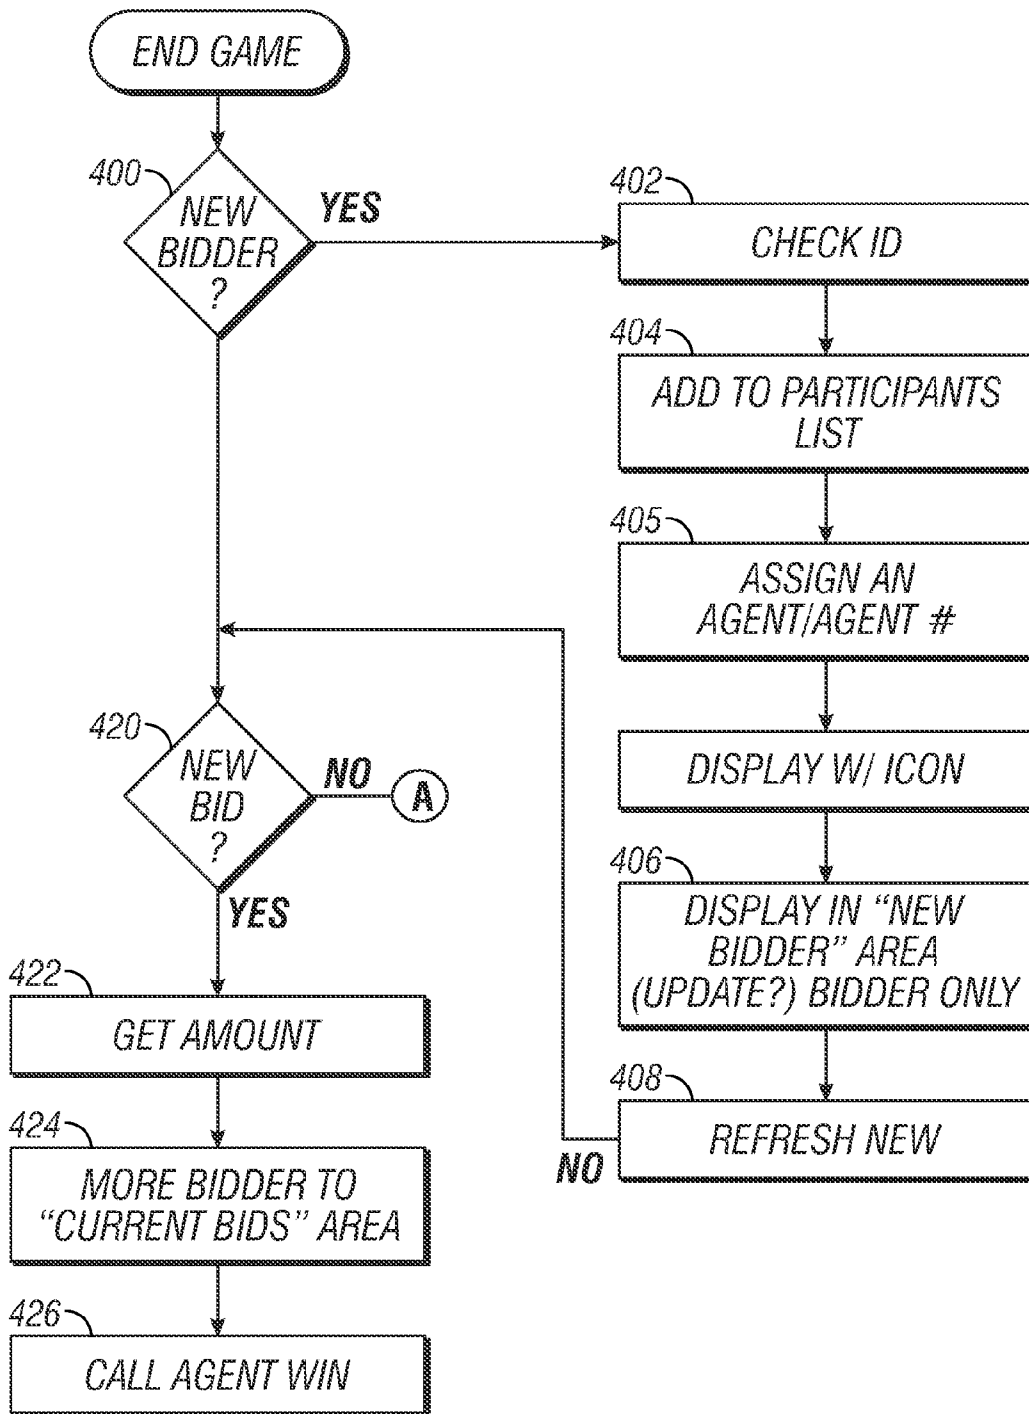 END GAME
400
NEW
BIDDER
?
YES
402
CHECK ID
404
ADD TO PARTICIPANTS
LIST
405
ASSIGN AN
AGENT/AGENT #
DISPLAY W/ ICON
406
DISPLAY IN “NEW
BIDDER” AREA
(UPDATE?) BIDDER ONLY
408
REFRESH NEW
NO
420
NEW
BID
?
NO
A
YES
422
GET AMOUNT
424
MORE BIDDER TO
“CURRENT BIDS” AREA
426
CALL AGENT WIN